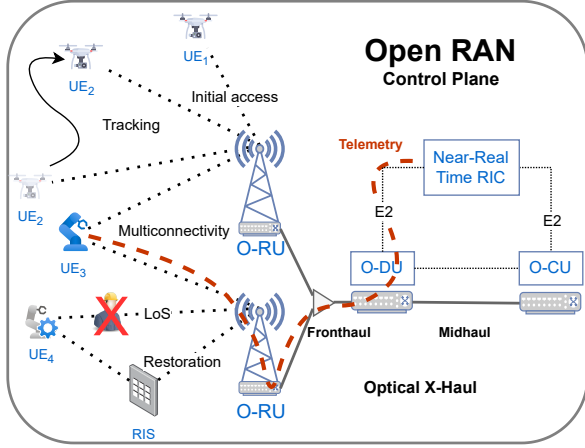 Open RAN
Control Plane
UE1
UE2
Initial access
Tracking
Telemetry
Near-Real
Time RIC
UE2
E2
E2
Multiconnectivity
O-RU
UE3
O-DU
O-CU
LoS
Fronthaul
Midhaul
UE4
Restoration
Optical X-Haul
O-RU
RIS